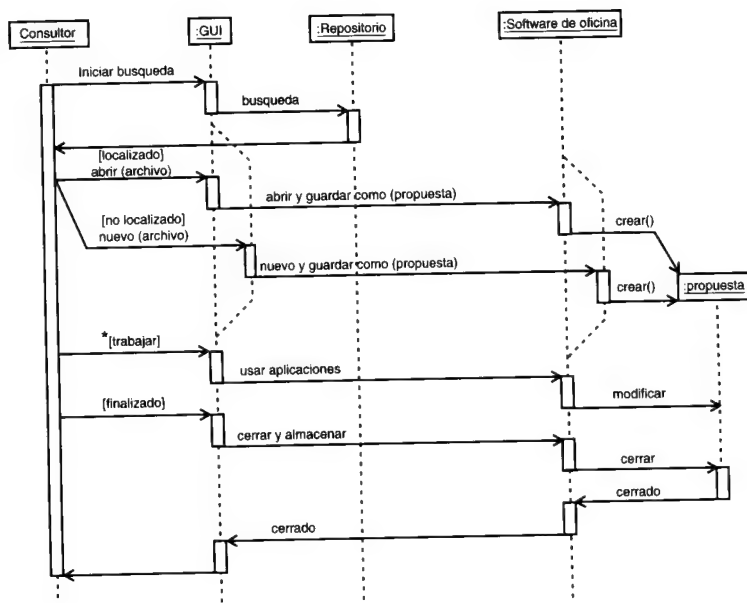 Consultor
:GUI
:Repositorio
:Software de oficina
Iniciar busqueda
busqueda
[localizado]
abrir (archivo)
abrir y guardar como (propuesta)
crear()
[no localizado]
nuevo (archivo)
nuevo y guardar como (propuesta)
crear()
:propuesta
*[trabajar]
usar aplicaciones
modificar
[finalizado}
cerrar y almacenar
cerrar
cerrado
cerrado